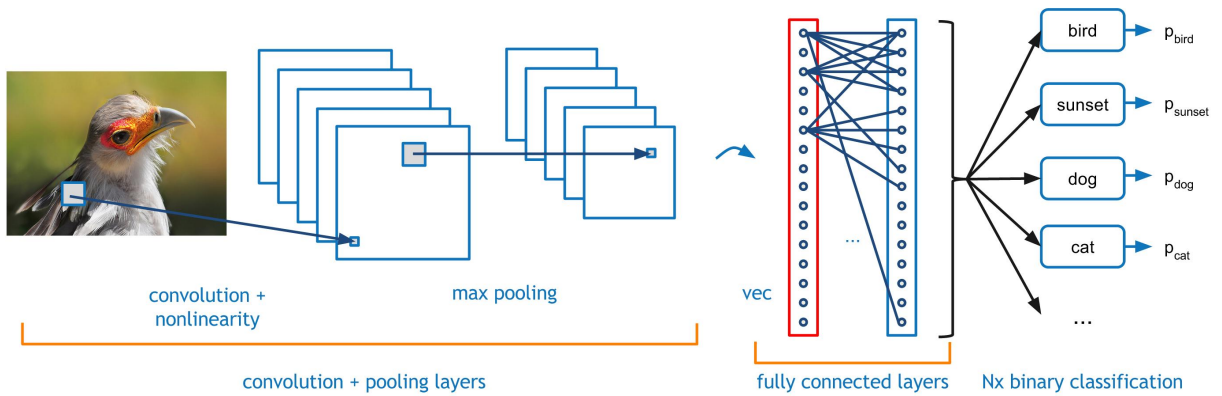 bird
p_bird
sunset
p_sunset
dog
p_dog
cat
p_cat
...
...
convolution +
nonlinearity
max pooling
vec
convolution + pooling layers
fully connected layers
Nx binary classification